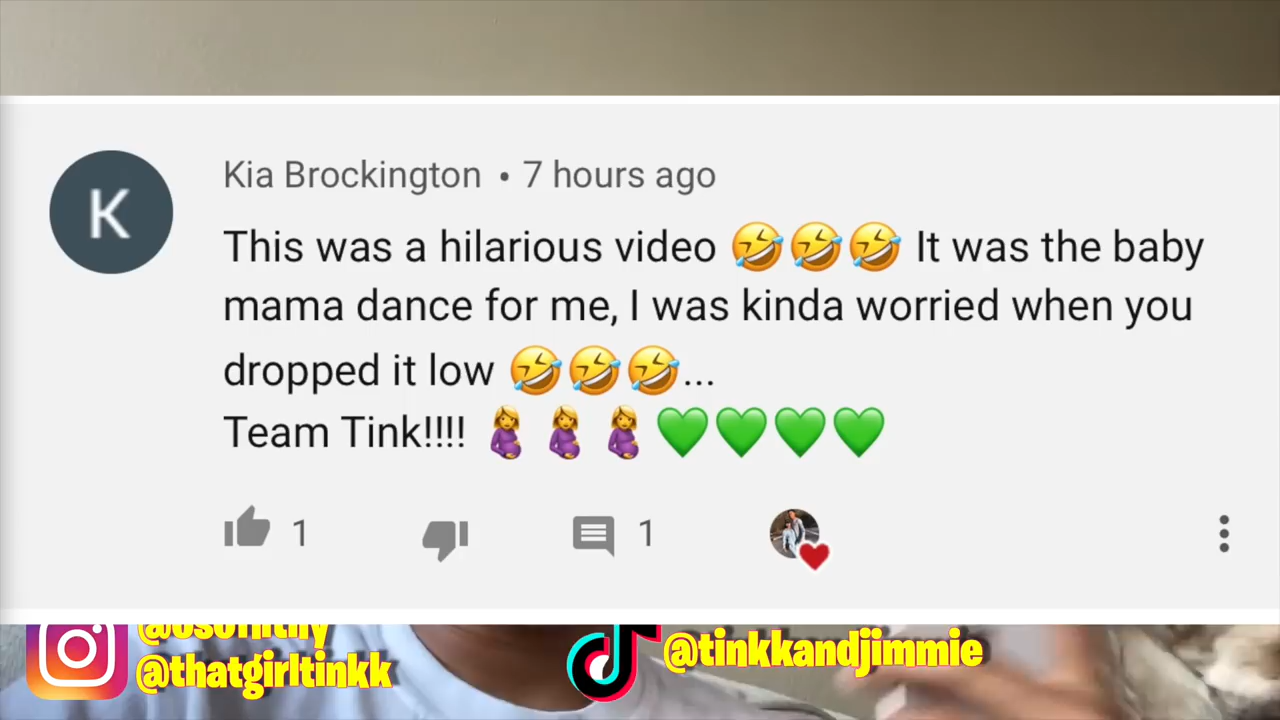 K
Kia Brockington • 7 hours ago
This was a hilarious video 🤣🤣🤣 It was the baby
mama dance for me, I was kinda worried when you
dropped it low 🤣🤣🤣...
Team Tink!!!! 🤰🤰🤰💚💚💚💚
1 1
@thatgirltinkk
@tinkkandjimmie